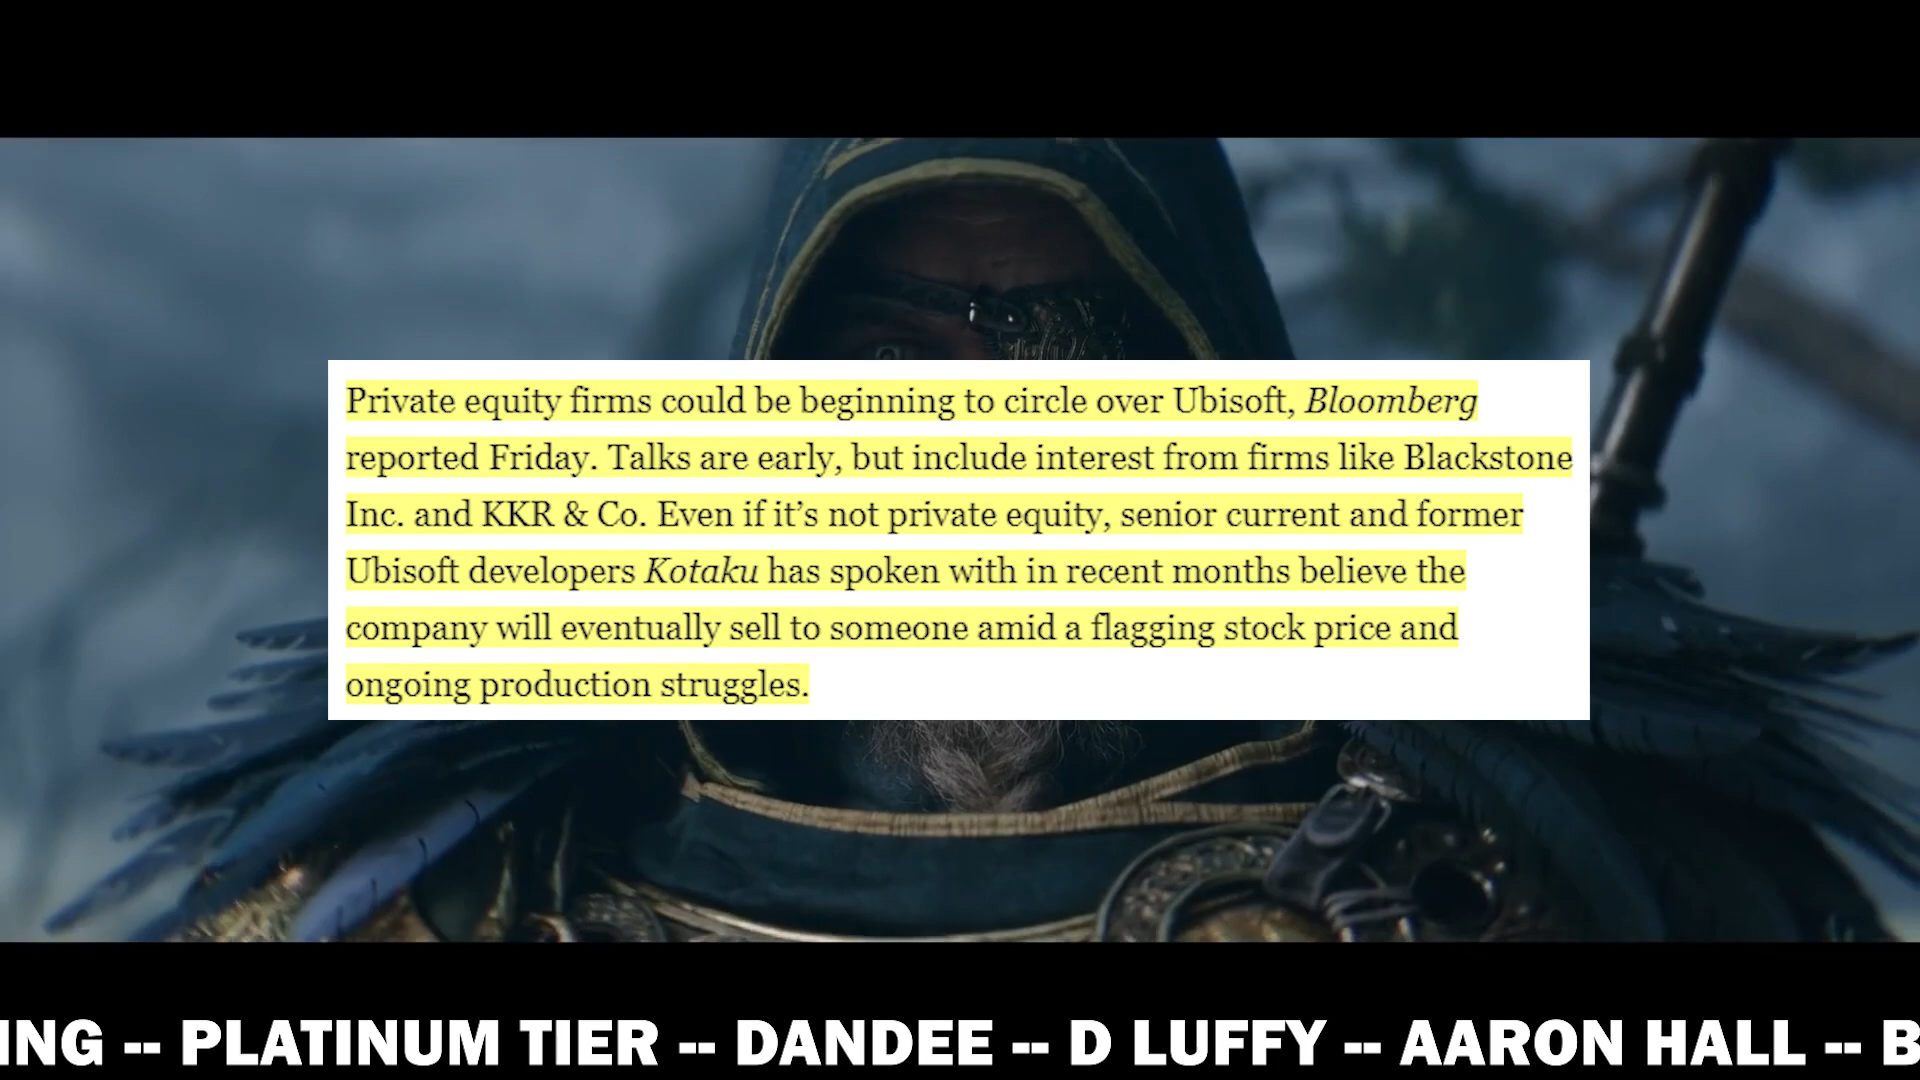 Private equity firms could be beginning to circle over Ubisoft, Bloomberg
reported Friday. Talks are early, but include interest from firms like Blackstone
Inc. and KKR & Co. Even if it’s not private equity, senior current and former
Ubisoft developers Kotaku has spoken with in recent months believe the
company will eventually sell to someone amid a flagging stock price and
ongoing production struggles.
ING -- PLATINUM TIER -- DANDEE -- D LUFFY -- AARON HALL -- B